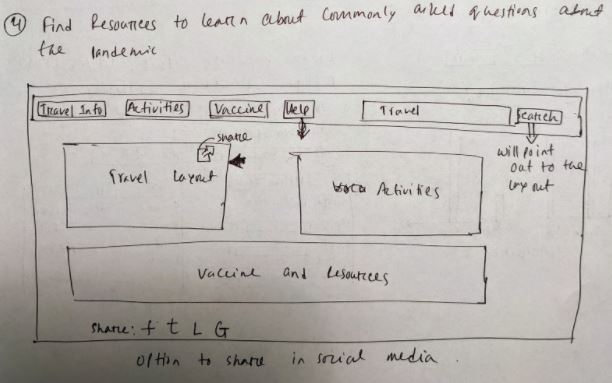 4 Find Resources to learn about commonly asked questions about
the Pandemic
Travel Info Activities Vaccine Help Travel Search
share
Travel Layout
Activities
will point
out to the
layout
Vaccine and Resources
Share: f t L G
Option to share in social media.